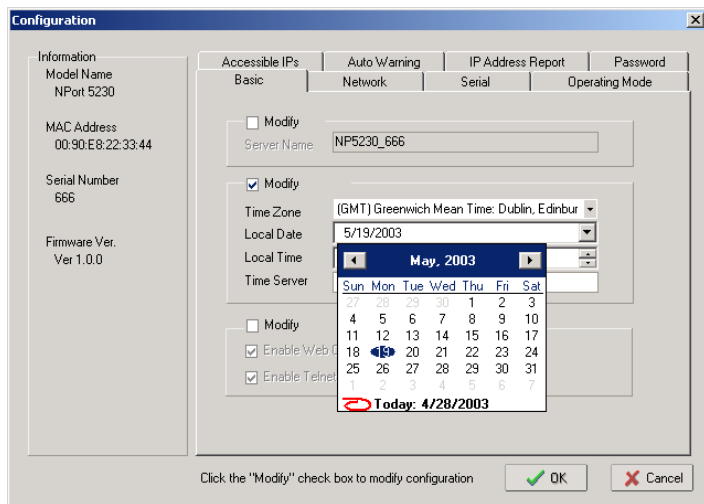 Configuration
Information
Model Name
NPort 5230
MAC Address
00:90:E8:22:33:44
Serial Number
666
Firmware Ver.
Ver 1.0.0
Accessible IPs Auto Warning IP Address Report Password
Basic Network Serial Operating Mode
Modify
Server Name NP5230_666
Modify
Time Zone (GMT) Greenwich Mean Time: Dublin, Edinbur
Local Date 5/19/2003
Local Time
Time Server
May, 2003
Sun Mon Tue Wed Thu Fri Sat
27 28 29 30 1 2 3
4 5 6 7 8 9 10
11 12 13 14 15 16 17
18 19 20 21 22 23 24
25 26 27 28 29 30 31
1 2 3 4 5 6 7
Today: 4/28/2003
Modify
Enable Web
Enable Telnet
Click the "Modify" check box to modify configuration
OK Cancel